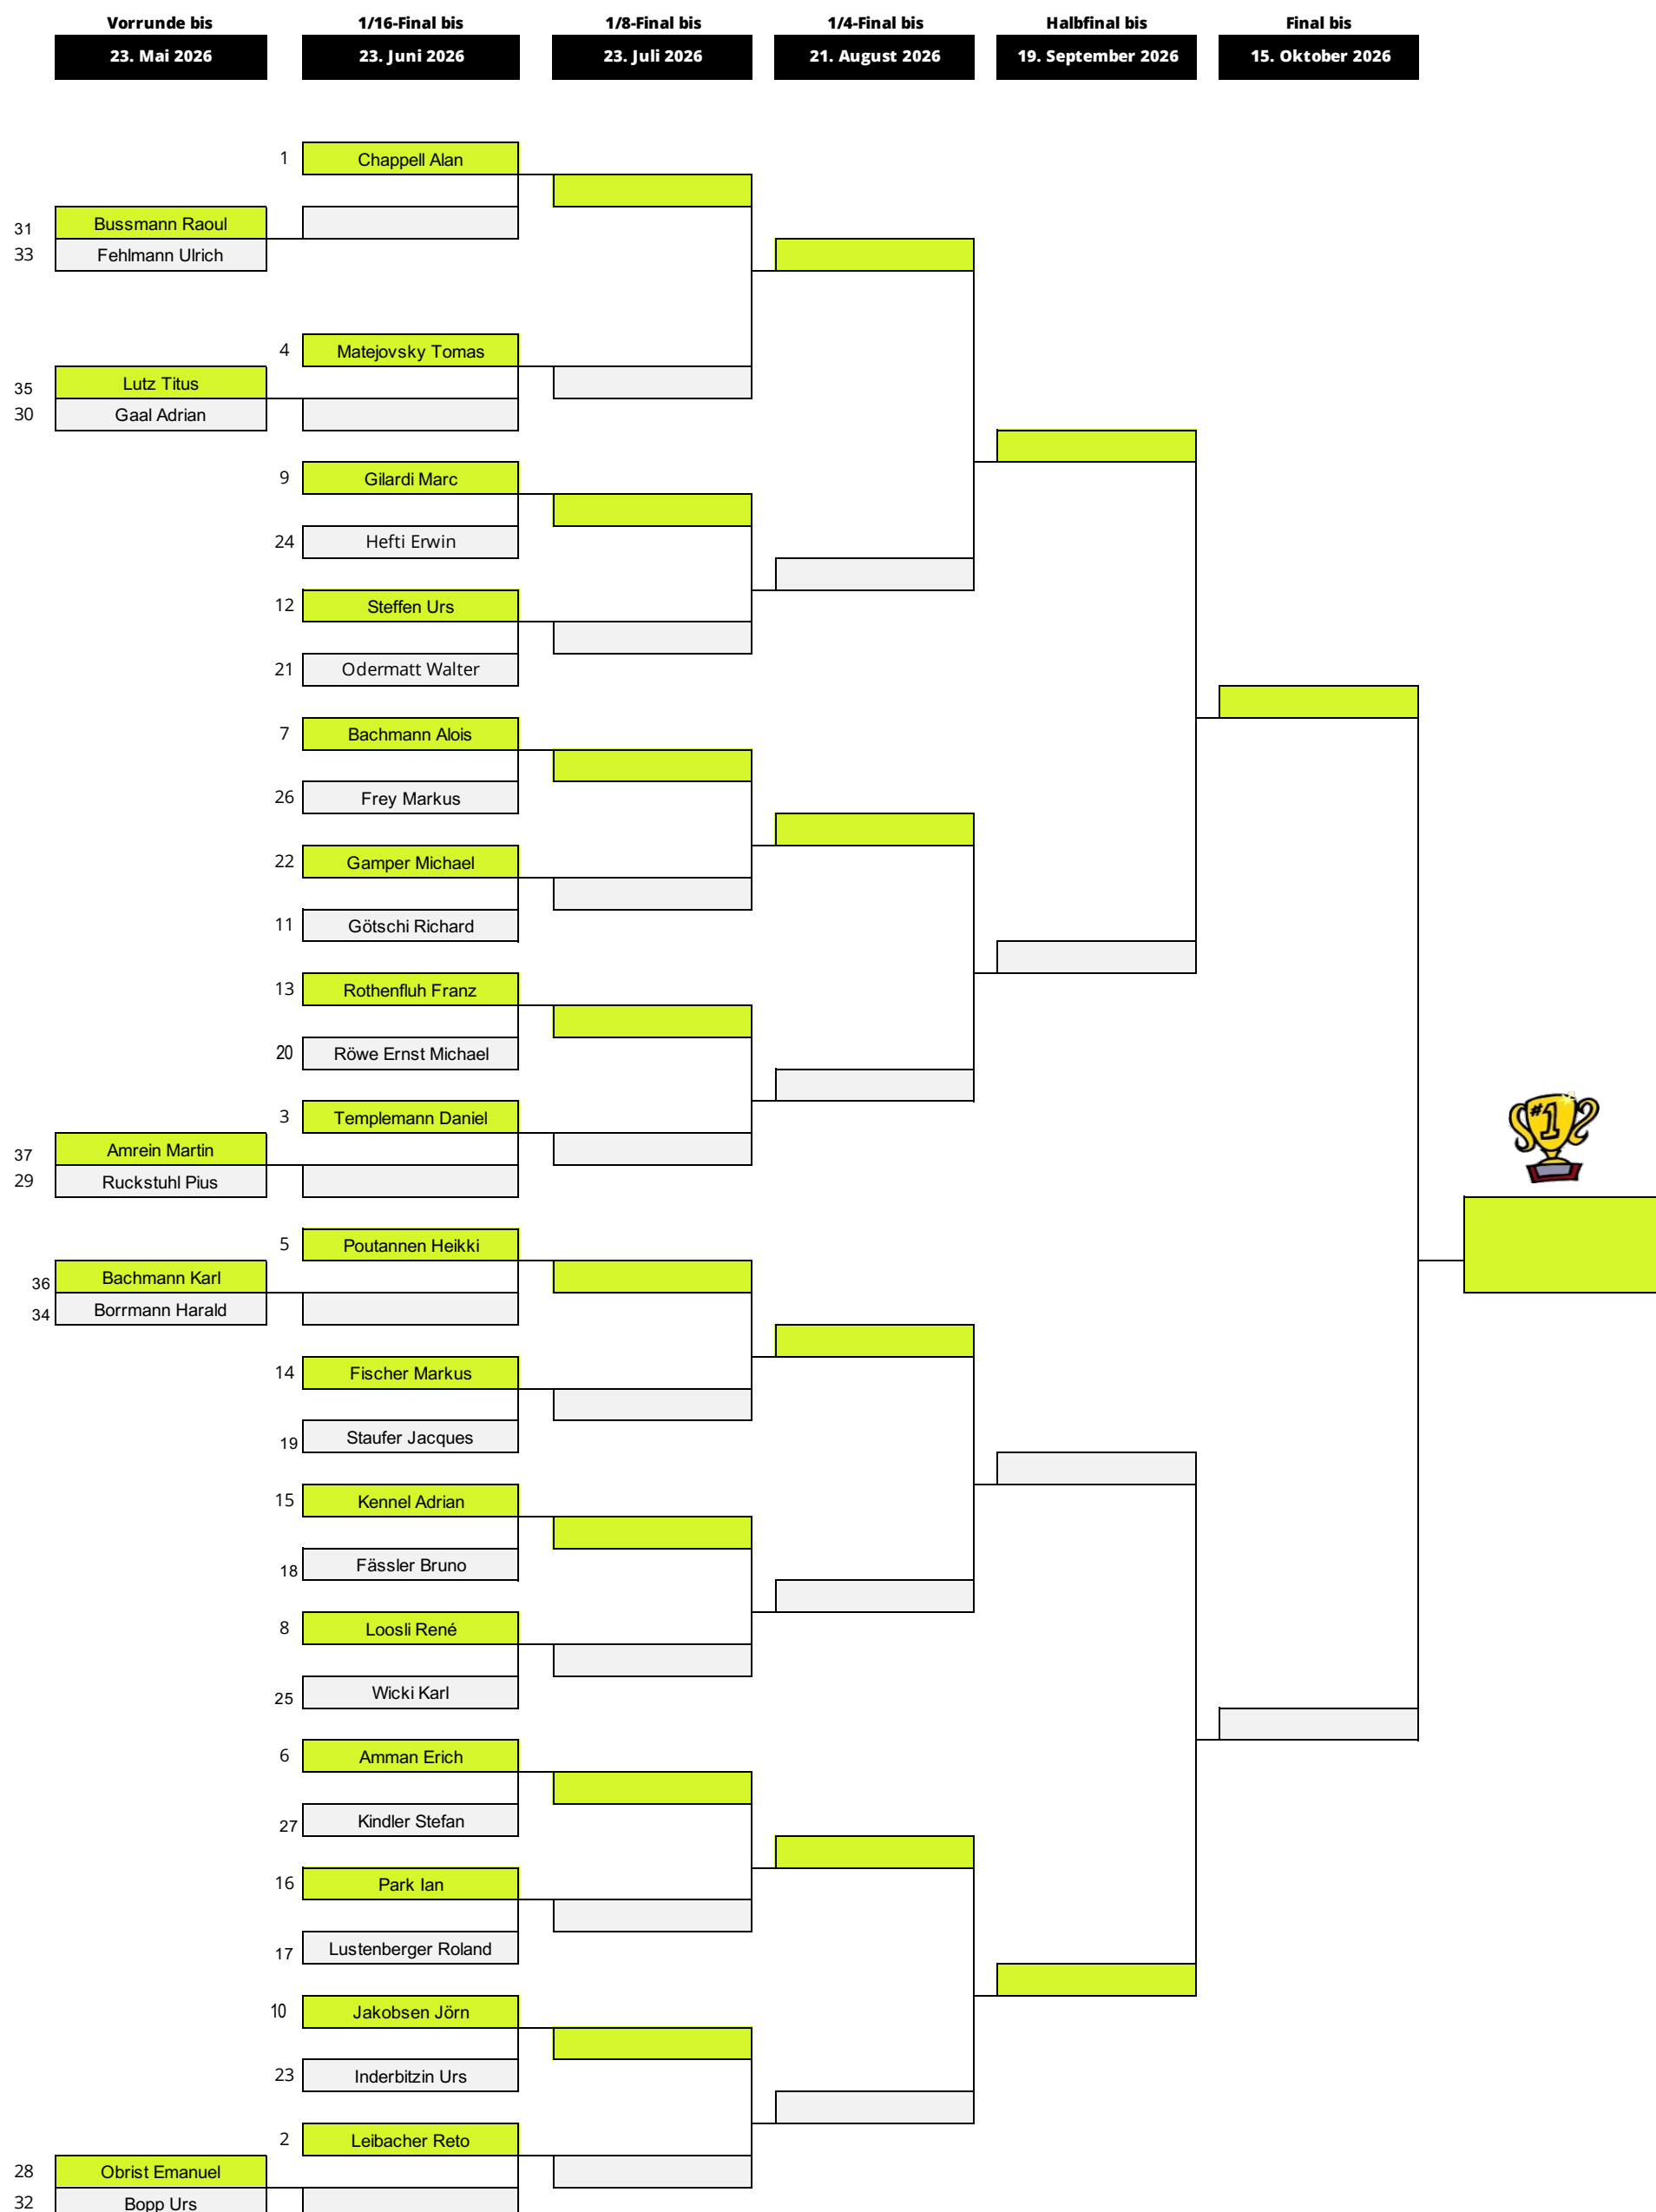 Vorrunde bis 1/16-Final bis 1/8-Final bis 1/4-Final bis Halbfinal bis Final bis
23. Mai 2026 23. Juni 2026 23. Juli 2026 21. August 2026 19. September 2026 15. Oktober 2026
1 Chappell Alan
31 Bussmann Raoul
33 Fehlmann Ulrich
4 Matejovsky Tomas
35 Lutz Titus
30 Gaal Adrian
9 Gilardi Marc
24 Hefti Erwin
12 Steffen Urs
21 Odermatt Walter
7 Bachmann Alois
26 Frey Markus
22 Gamper Michael
11 Götschi Richard
13 Rothenfluh Franz
20 Röwe Ernst Michael
3 Templemann Daniel
#1
37 Amrein Martin
29 Ruckstuhl Pius
5 Poutannen Heikki
36 Bachmann Karl
34 Borrmann Harald
14 Fischer Markus
19 Staufer Jacques
15 Kennel Adrian
18 Fässler Bruno
8 Loosli René
25 Wicki Karl
6 Amman Erich
27 Kindler Stefan
16 Park Ian
17 Lustenberger Roland
10 Jakobsen Jörn
23 Inderbitzin Urs
2 Leibacher Reto
28 Obrist Emanuel
32 Bopp Urs